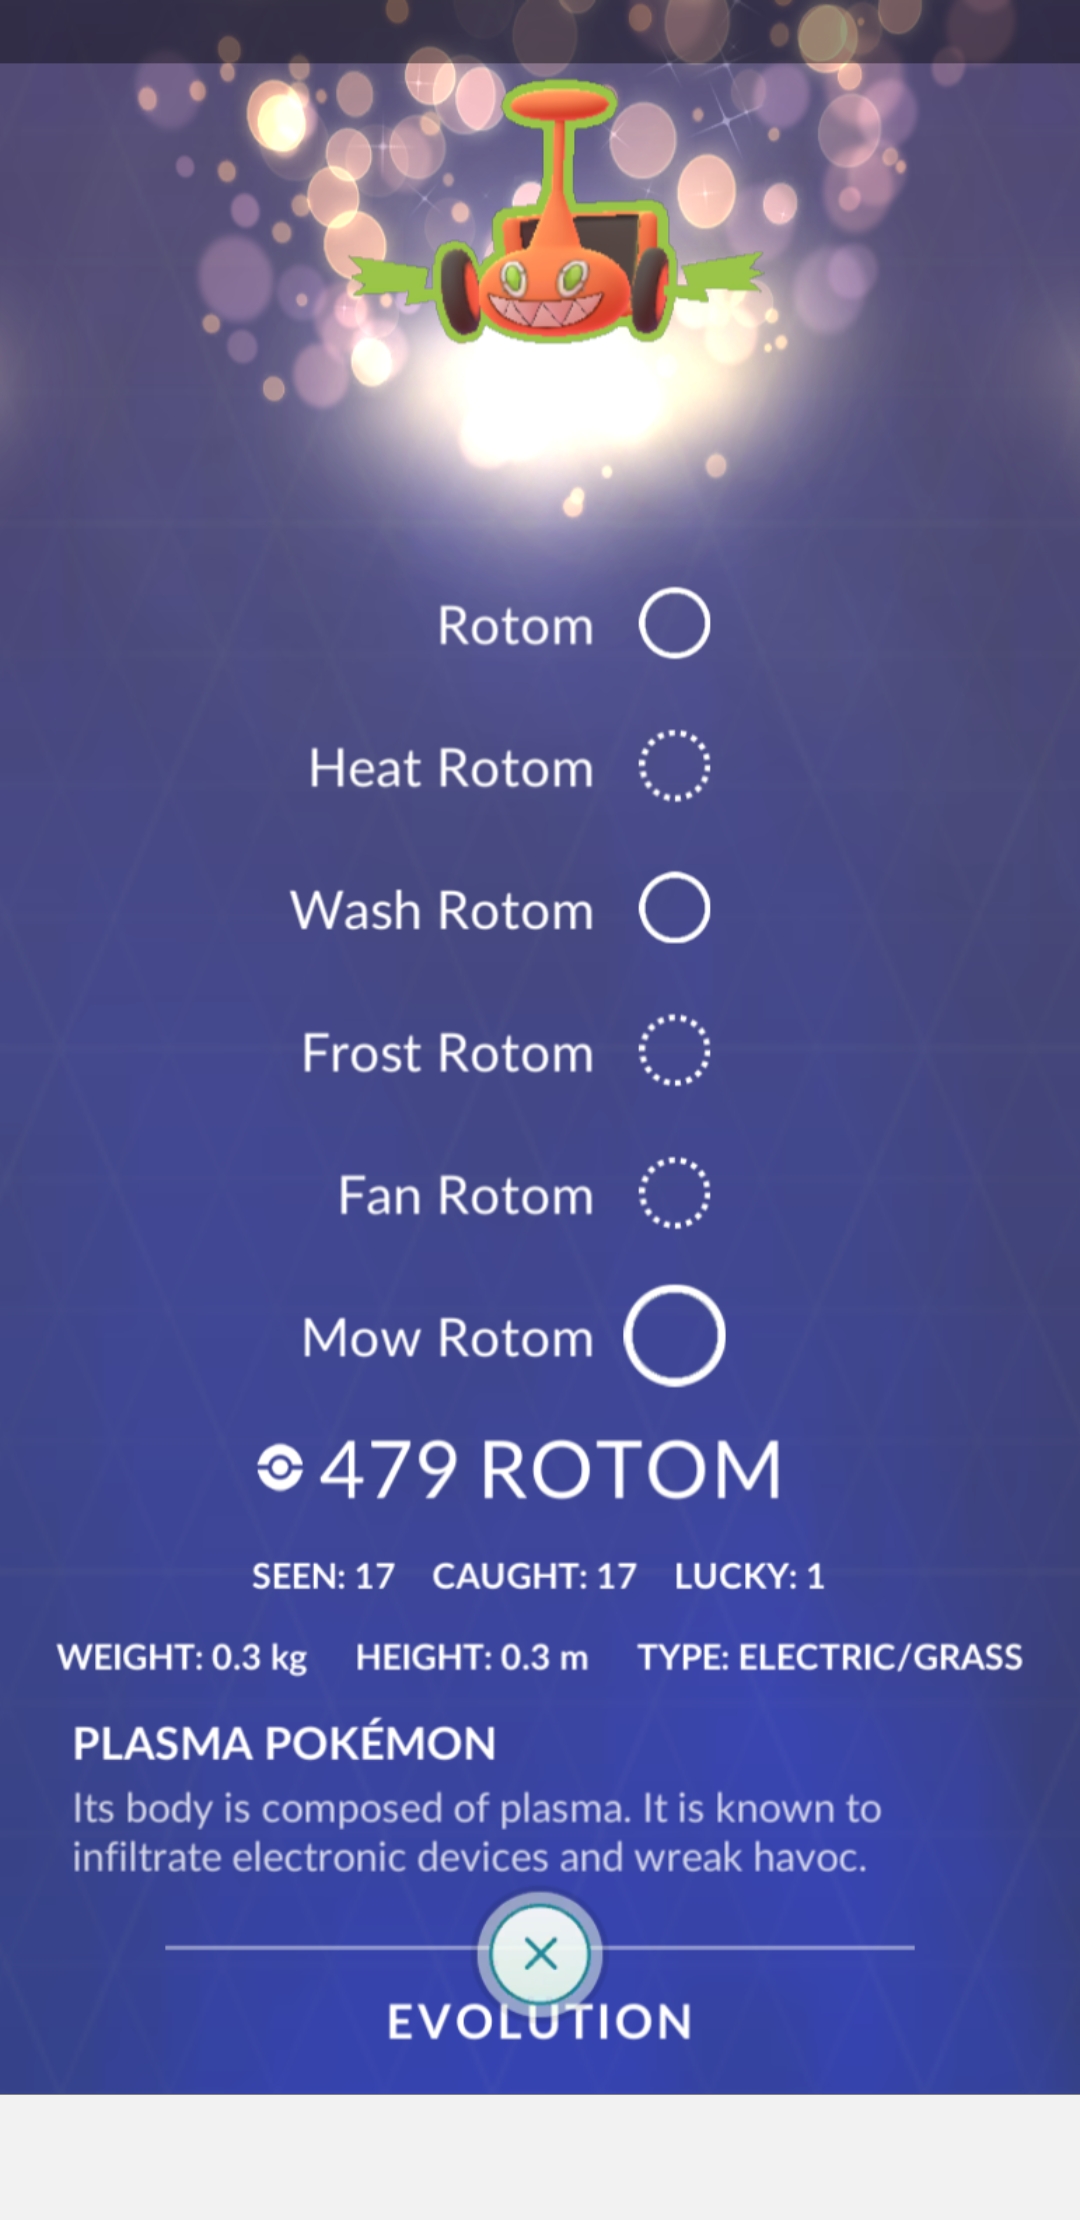 Rotom
Heat Rotom
Wash Rotom
Frost Rotom
Fan Rotom
Mow Rotom
479 ROTOM
SEEN: 17 CAUGHT: 17 LUCKY: 1
WEIGHT: 0.3 kg HEIGHT: 0.3 m TYPE: ELECTRIC/GRASS
PLASMA POKÉMON
Its body is composed of plasma. It is known to
infiltrate electronic devices and wreak havoc.
EVOLUTION